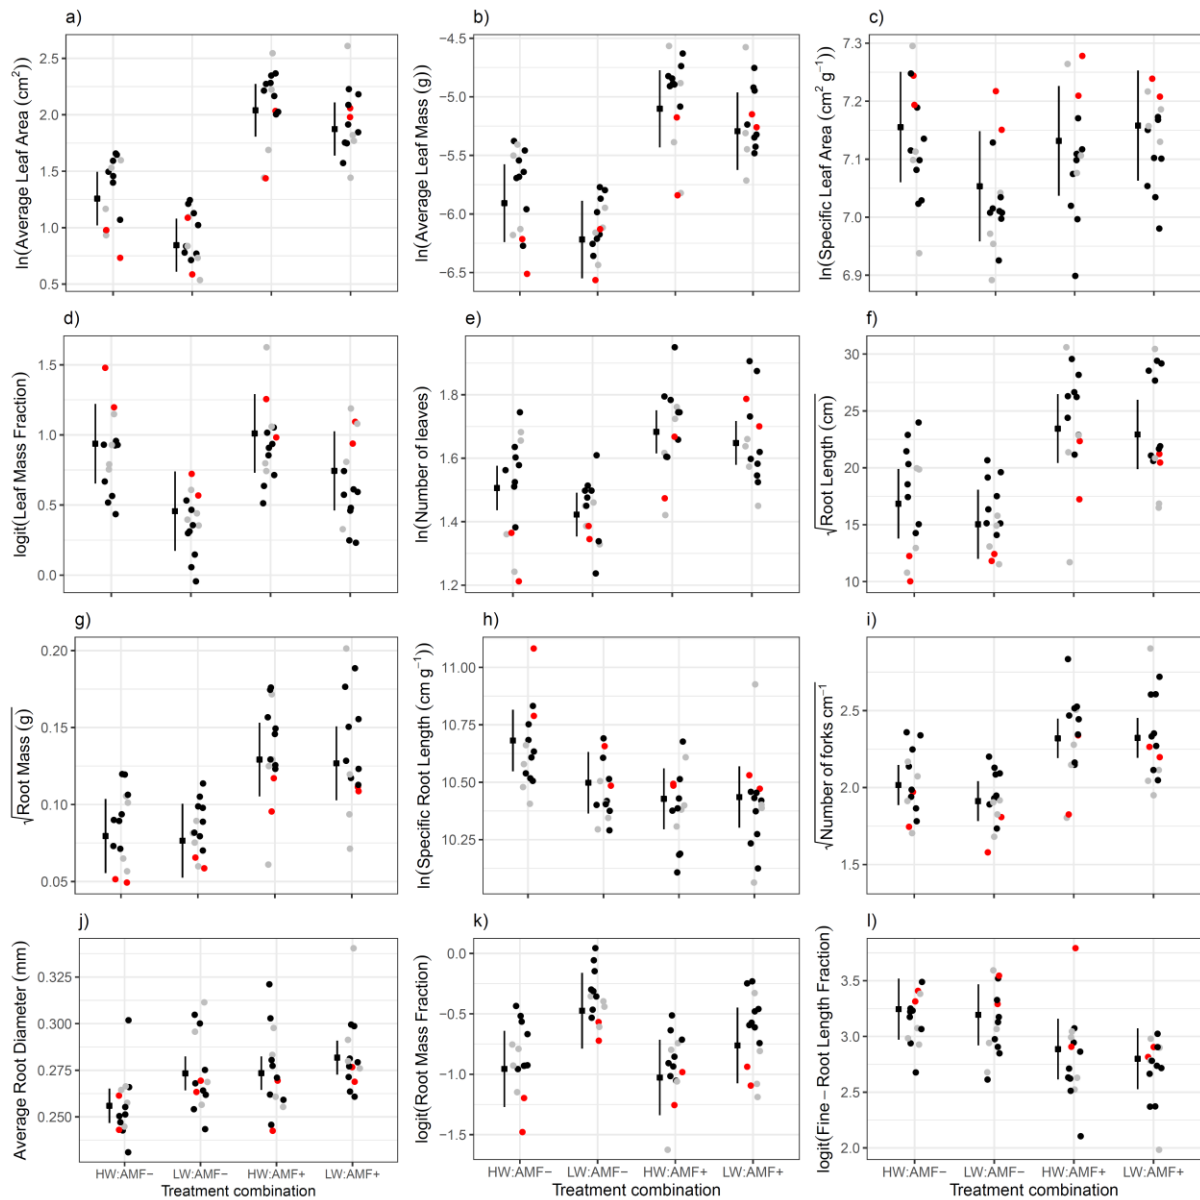 a)
b)
c)
ln(Average Leaf Area (cm²))
2.5
2.0
1.5
1.0
0.5
ln(Average Leaf Mass (g))
−4.5
−5.0
−5.5
−6.0
−6.5
ln(Specific Leaf Area (cm² g⁻¹))
7.3
7.2
7.1
7.0
6.9
d)
e)
f)
logit(Leaf Mass Fraction)
1.5
1.0
0.5
0.0
ln(Number of leaves)
1.8
1.6
1.4
1.2
√Root Length (cm)
30
25
20
15
10
g)
h)
i)
√Root Mass (g)
0.20
0.15
0.10
0.05
ln(Specific Root Length (cm g⁻¹))
11.00
10.75
10.50
10.25
√Number of forks cm⁻¹
2.5
2.0
1.5
j)
k)
l)
Average Root Diameter (mm)
0.325
0.300
0.275
0.250
logit(Root Mass Fraction)
0.0
−0.5
−1.0
−1.5
logit(Fine − Root Length Fraction)
3.5
3.0
2.5
2.0
HW:AMF− LW:AMF− HW:AMF+ LW:AMF+
Treatment combination
HW:AMF− LW:AMF− HW:AMF+ LW:AMF+
Treatment combination
HW:AMF− LW:AMF− HW:AMF+ LW:AMF+
Treatment combination